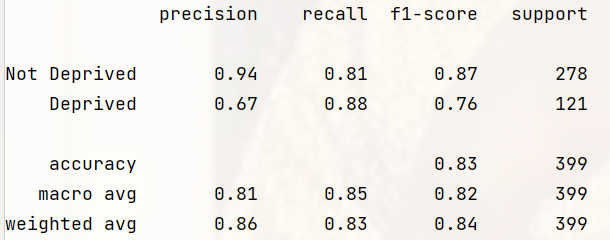 precision recall f1-score support
Not Deprived 0.94 0.81 0.87 278
Deprived 0.67 0.88 0.76 121
accuracy 0.83 399
macro avg 0.81 0.85 0.82 399
weighted avg 0.86 0.83 0.84 399